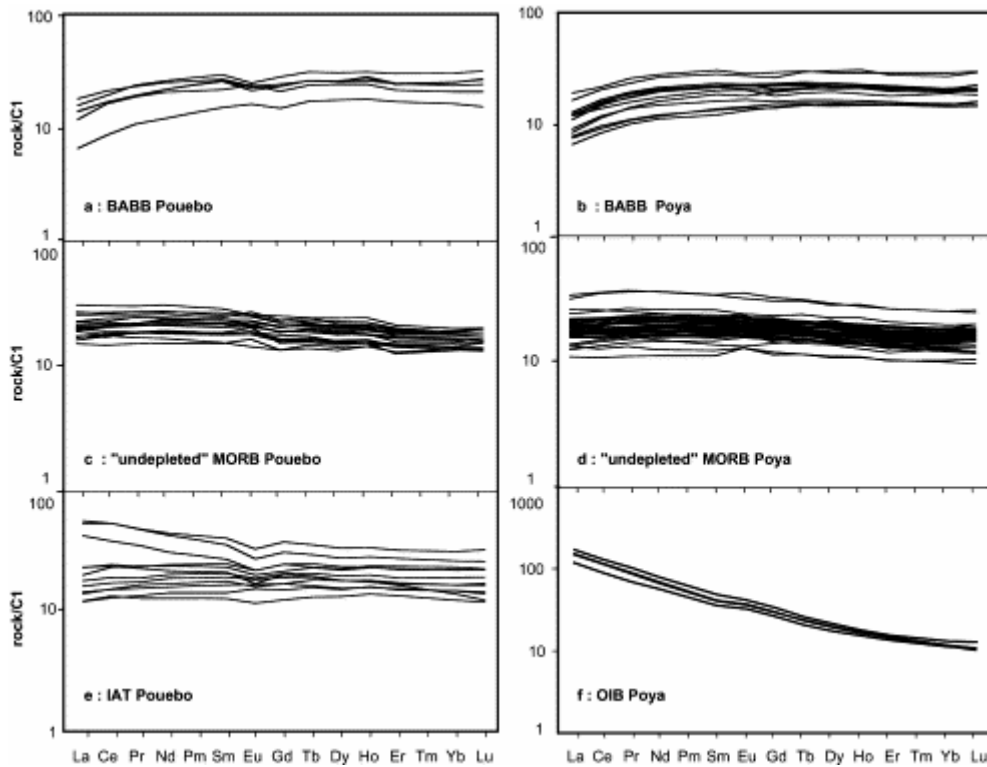 100
10
1
rock/C1
a : BABB Pouebo
100
10
1
b : BABB Poya
100
10
1
rock/C1
c : "undepleted" MORB Pouebo
100
10
1
d : "undepleted" MORB Poya
100
10
1
rock/C1
e : IAT Pouebo
1000
100
10
1
f : OIB Poya
La Ce Pr Nd Pm Sm Eu Gd Tb Dy Ho Er Tm Yb Lu
La Ce Pr Nd Pm Sm Eu Gd Tb Dy Ho Er Tm Yb Lu